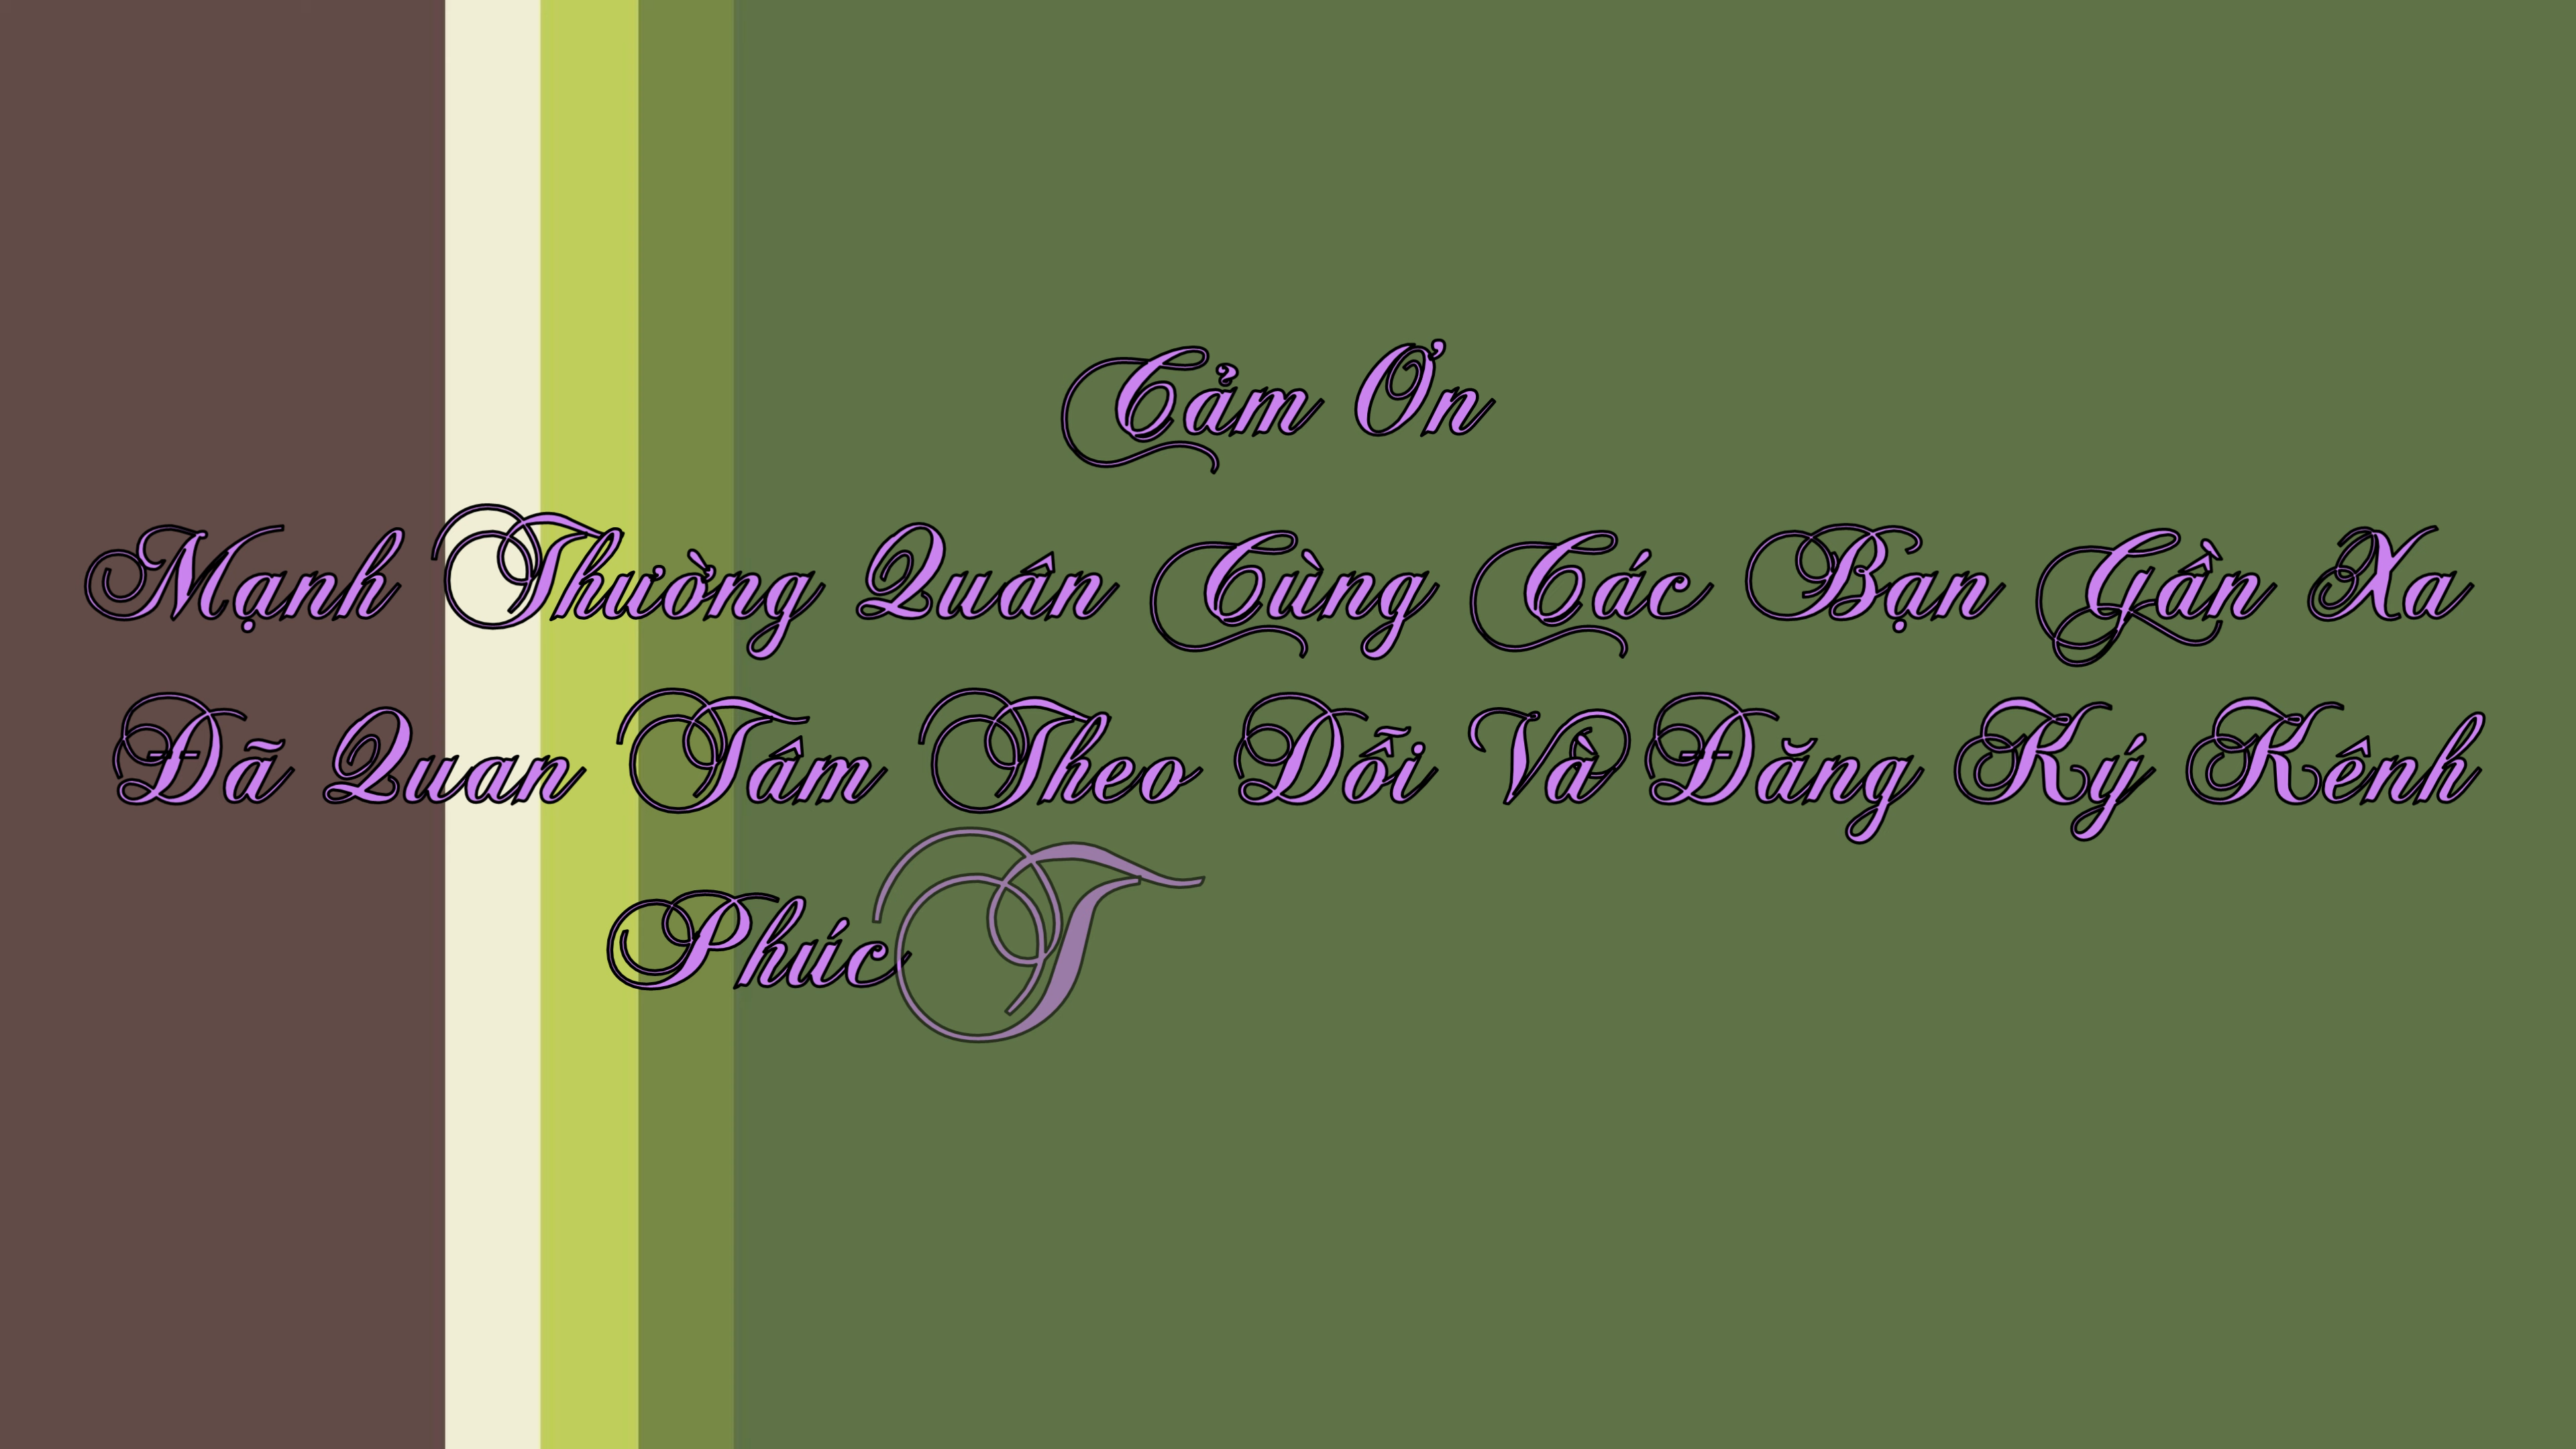 Cảm Ơn
Mạnh Thường Quân Cùng Các Bạn Gần Xa
Đã Quan Tâm Theo Dỗi Và Đăng Ký Kênh
Phúc T